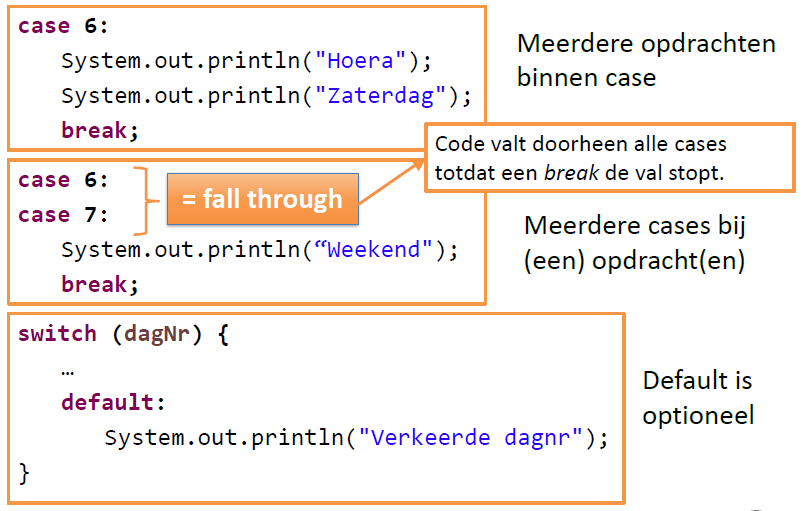 case 6:
System.out.println("Hoera");
System.out.println("Zaterdag");
break;
Meerdere opdrachten
binnen case
Code valt doorheen alle cases
totdat een break de val stopt.
case 6:
case 7:
= fall through
System.out.println(“Weekend");
break;
Meerdere cases bij
(een) opdracht(en)
switch (dagNr) {
…
default:
System.out.println("Verkeerde dagnr");
}
Default is
optioneel